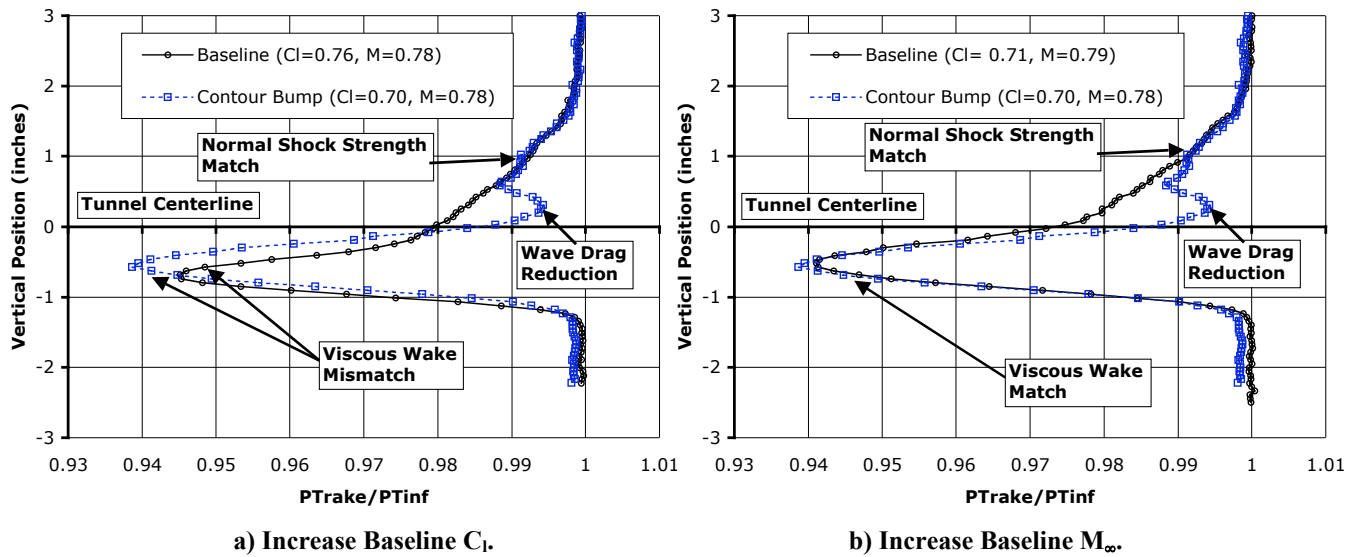 3
2
1
0
-1
-2
-3
Vertical Position (inches)
Baseline (Cl=0.76, M=0.78)
Contour Bump (Cl=0.70, M=0.78)
Normal Shock Strength
Match
Tunnel Centerline
Wave Drag
Reduction
Viscous Wake
Mismatch
0.93 0.94 0.95 0.96 0.97 0.98 0.99 1 1.01
PTrake/PTinf
a) Increase Baseline Cl.
3
2
1
0
-1
-2
-3
Vertical Position (inches)
Baseline (Cl= 0.71, M=0.79)
Contour Bump (Cl=0.70, M=0.78)
Normal Shock Strength
Match
Tunnel Centerline
Wave Drag
Reduction
Viscous Wake
Match
0.93 0.94 0.95 0.96 0.97 0.98 0.99 1 1.01
PTrake/PTinf
b) Increase Baseline M∞.